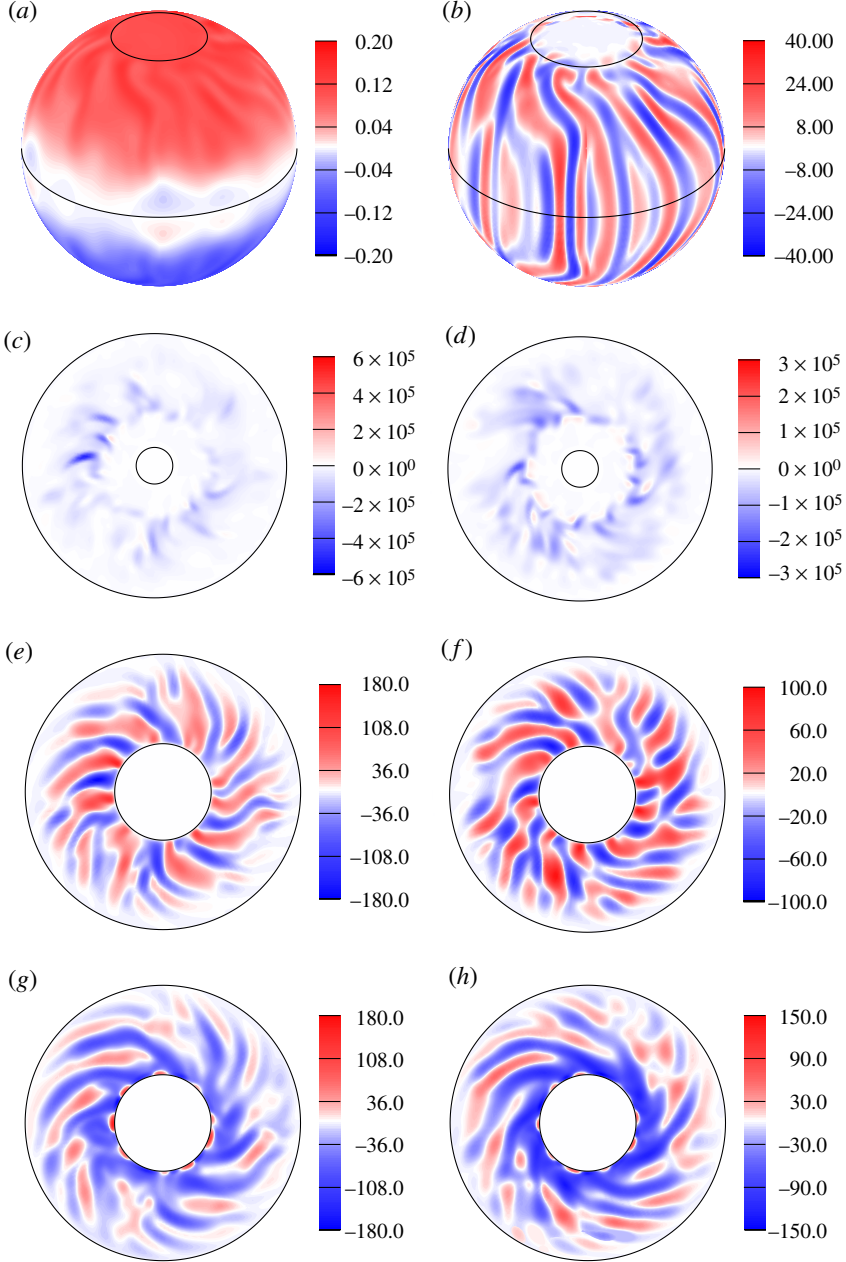 (a)
0.20
0.12
0.04
–0.04
–0.12
–0.20
(b)
40.00
24.00
8.00
–8.00
–24.00
–40.00
(c)
6 × 10⁵
4 × 10⁵
2 × 10⁵
0 × 10⁰
–2 × 10⁵
–4 × 10⁵
–6 × 10⁵
(d)
3 × 10⁵
2 × 10⁵
1 × 10⁵
0 × 10⁰
–1 × 10⁵
–2 × 10⁵
–3 × 10⁵
(e)
180.0
108.0
36.0
–36.0
–108.0
–180.0
(f)
100.0
60.0
20.0
–20.0
–60.0
–100.0
(g)
180.0
108.0
36.0
–36.0
–108.0
–180.0
(h)
150.0
90.0
30.0
–30.0
–90.0
–150.0